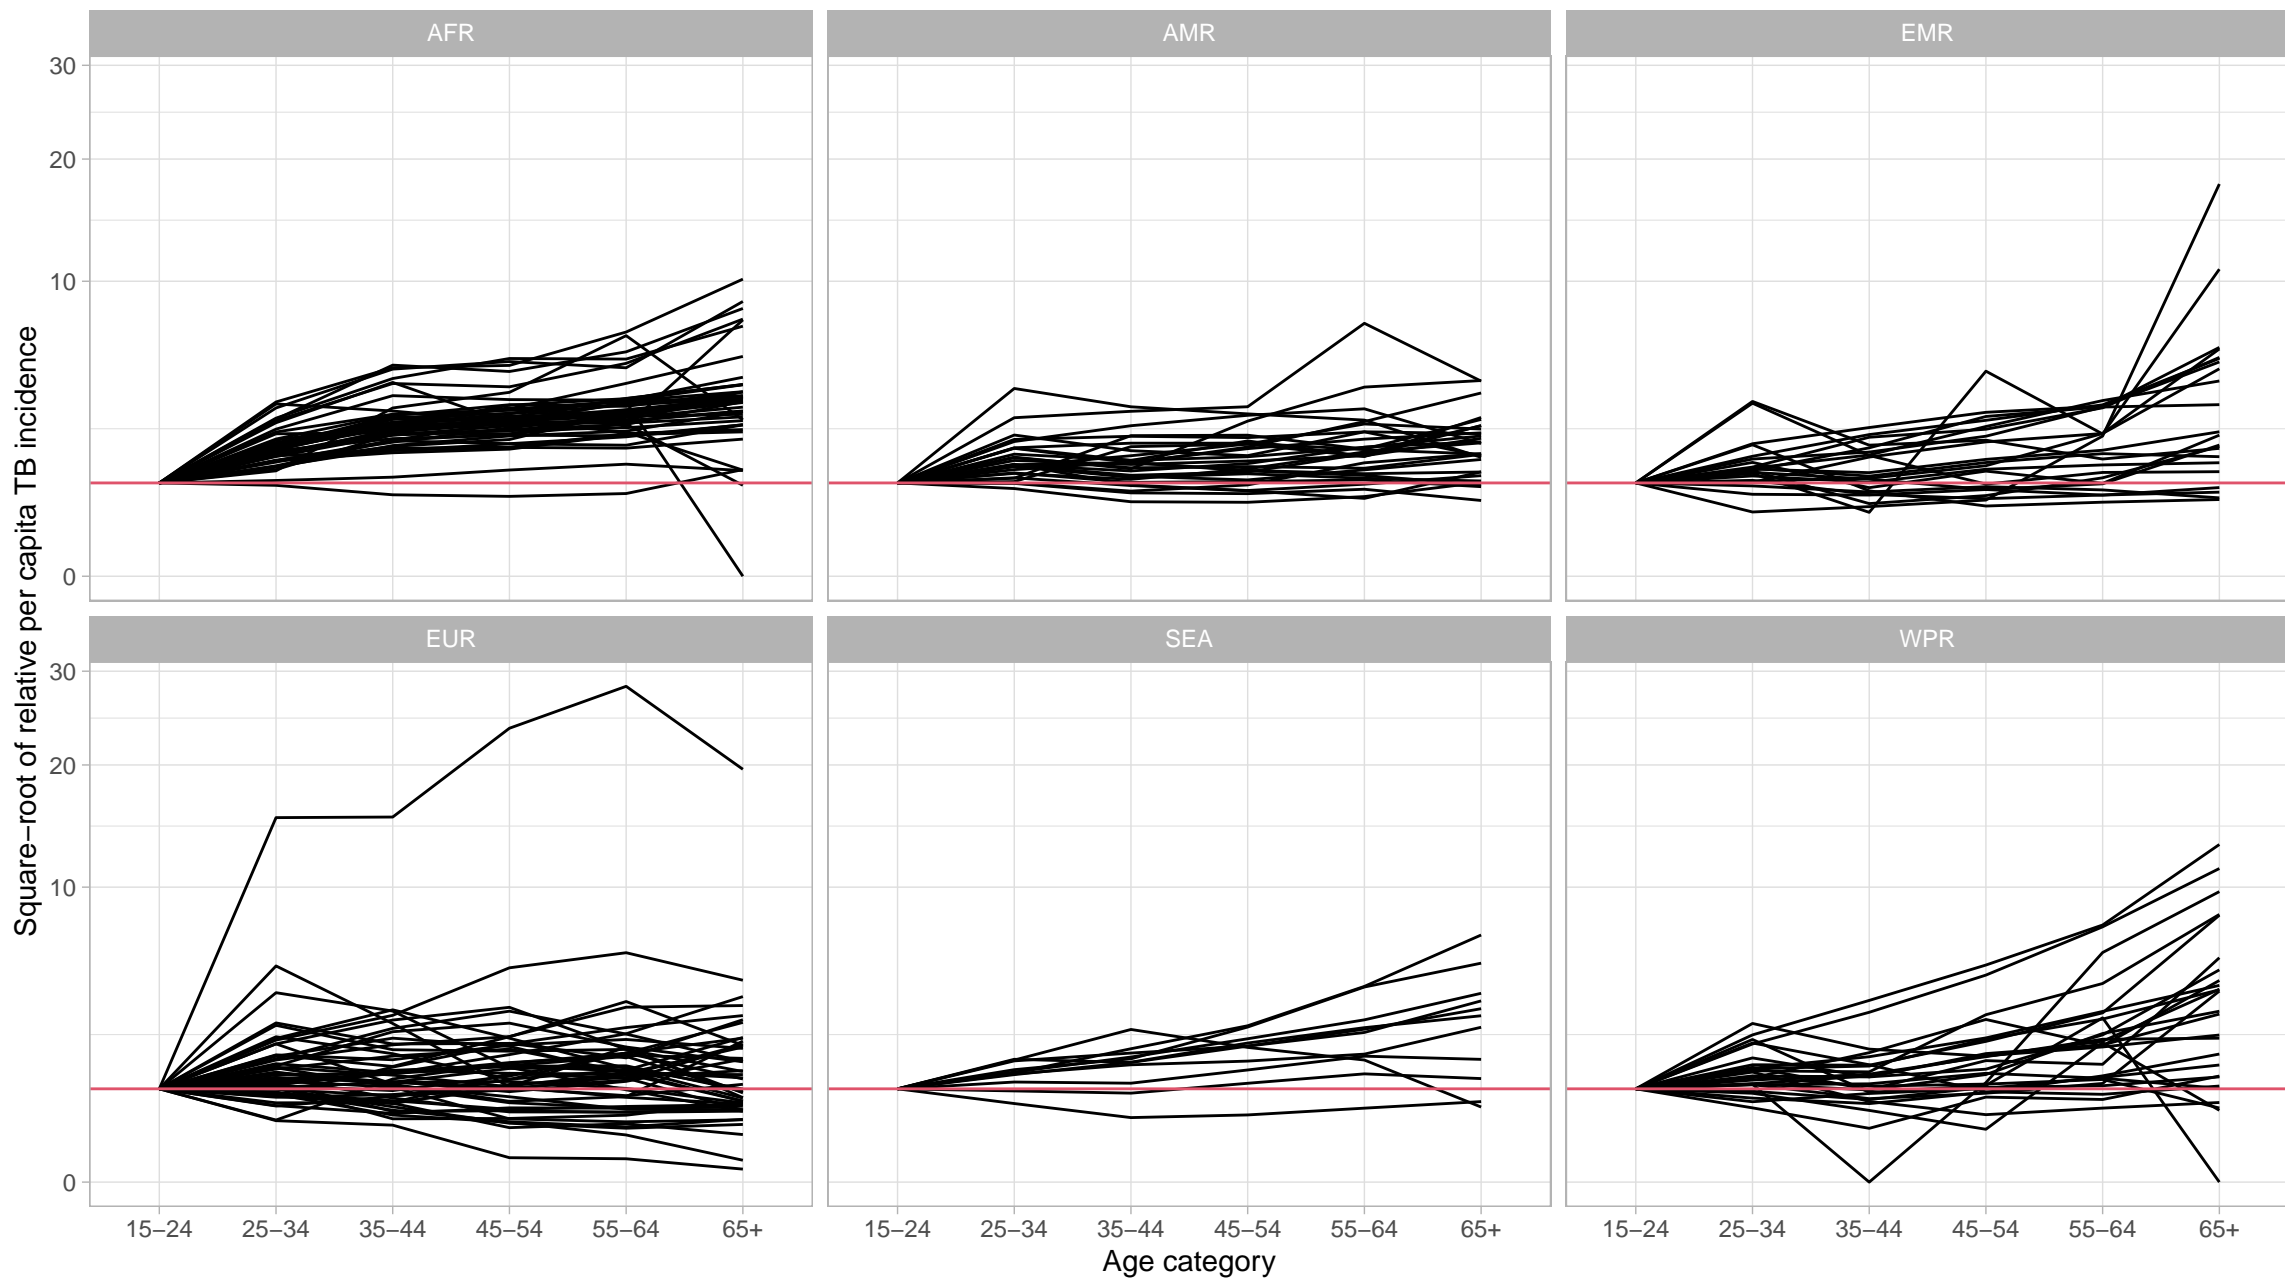 AFR AMR EMR
30
20
10
0
Square−root of relative per capita TB incidence
EUR SEA WPR
30
20
10
0
15−24 25−34 35−44 45−54 55−64 65+ 15−24 25−34 35−44 45−54 55−64 65+ 15−24 25−34 35−44 45−54 55−64 65+
Age category